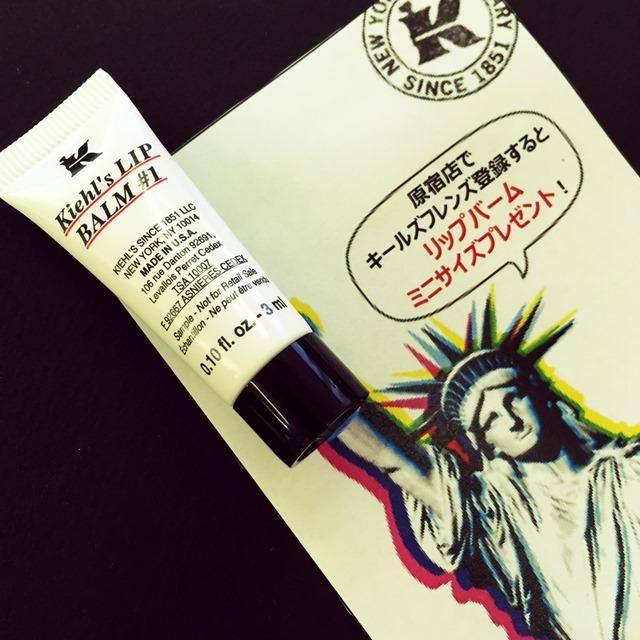 K
Kiehl's LIP
BALM #1
KIEHL'S SINCE 1851 LLC
NEW YORK, NY 10014
MADE IN U.S.A.
106 rue Danton 92691,
Levallois Perret Cedex
TSA 10007
F 92667 ASNIERES CEDEX
Sample - Not for Retail Sale
Echantillon - Ne peut être vendu
0.10 fl. oz. - 3 ml
K
NEW YO
SINCE 1851
ARY
原宿店で
キールズフレンズ登録すると
リップバーム
ミニサイズプレゼント!